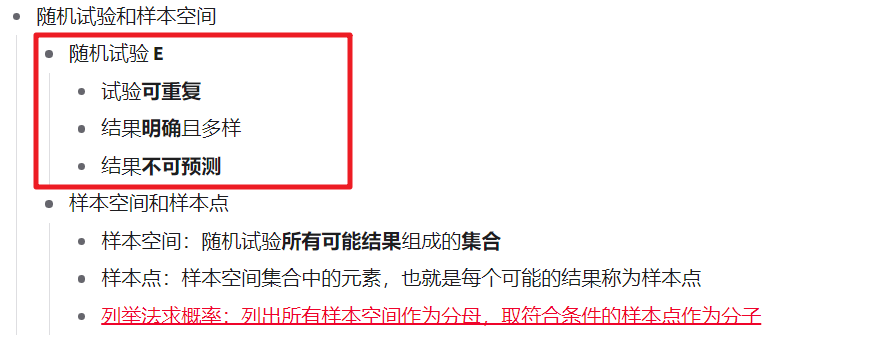 随机试验和样本空间
随机试验 E
试验可重复
结果明确且多样
结果不可预测
样本空间和样本点
样本空间：随机试验所有可能结果组成的集合
样本点：样本空间集合中的元素，也就是每个可能的结果称为样本点
列举法求概率：列出所有样本空间作为分母，取符合条件的样本点作为分子